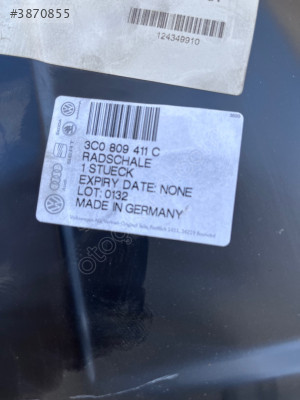 #3870855
124349910
3C0 809 411 C
RADSCHALE
1 STUECK
EXPIRY DATE: NONE
LOT: 0132
MADE IN GERMANY